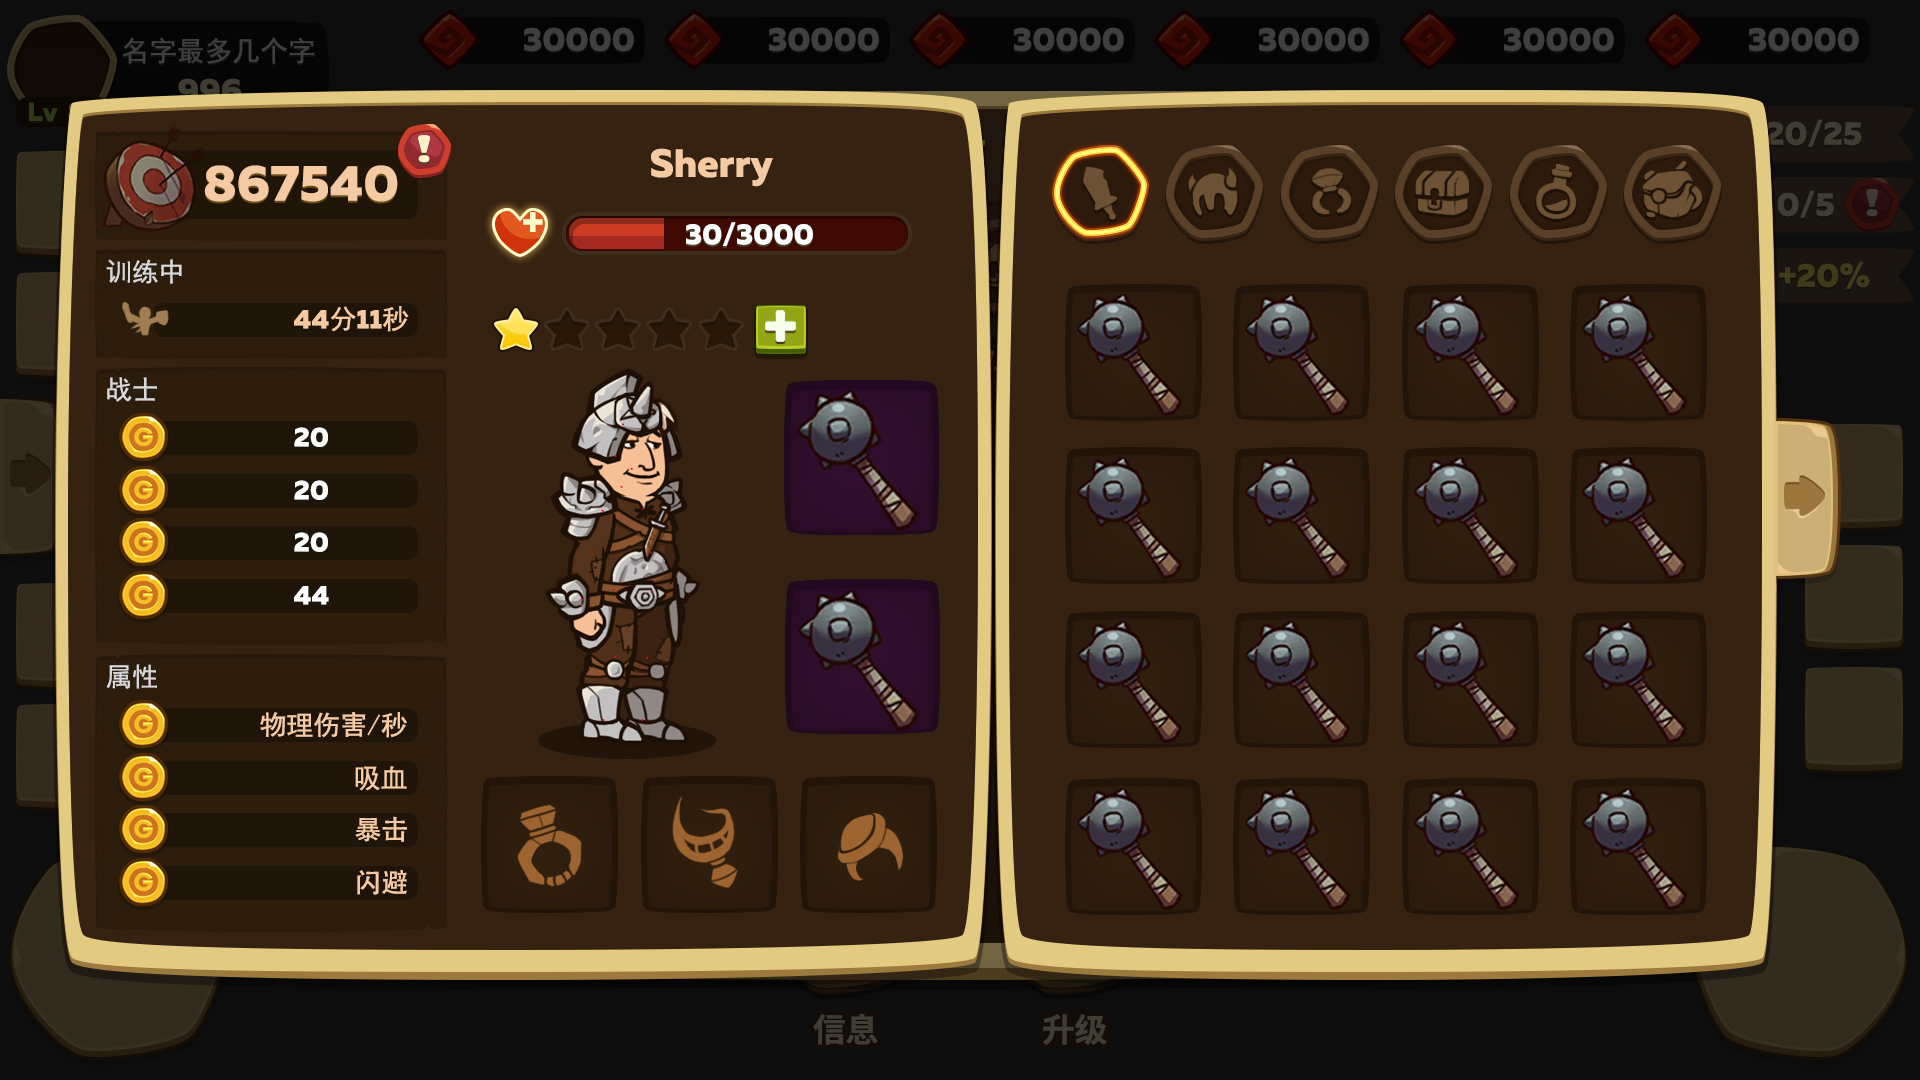 名字最多几个字
996
Lv
30000
30000
30000
30000
30000
30000
867540
!
训练中
44分11秒
战士
20
20
20
44
属性
物理伤害/秒
吸血
暴击
闪避
Sherry
30/3000
20/25
0/5
!
+20%
信息
升级